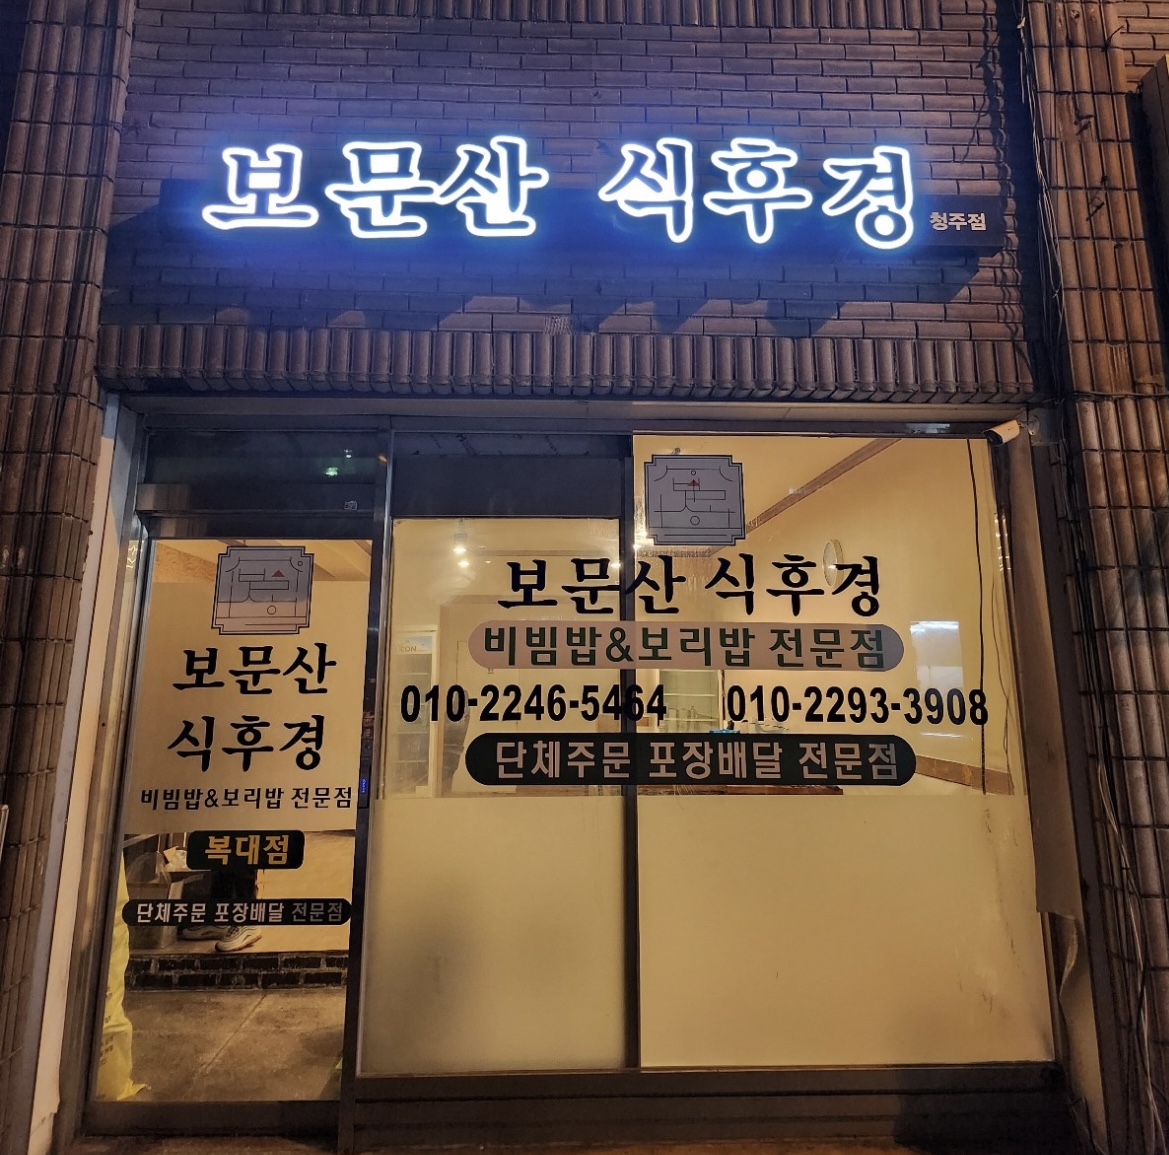 보문산 식후경 청주점
보문산 식후경
비빔밥&보리밥 전문점
010-2246-5464 010-2293-3908
단체주문 포장배달 전문점
보문산
식후경
비빔밥&보리밥 전문점
복대점
단체주문 포장배달 전문점